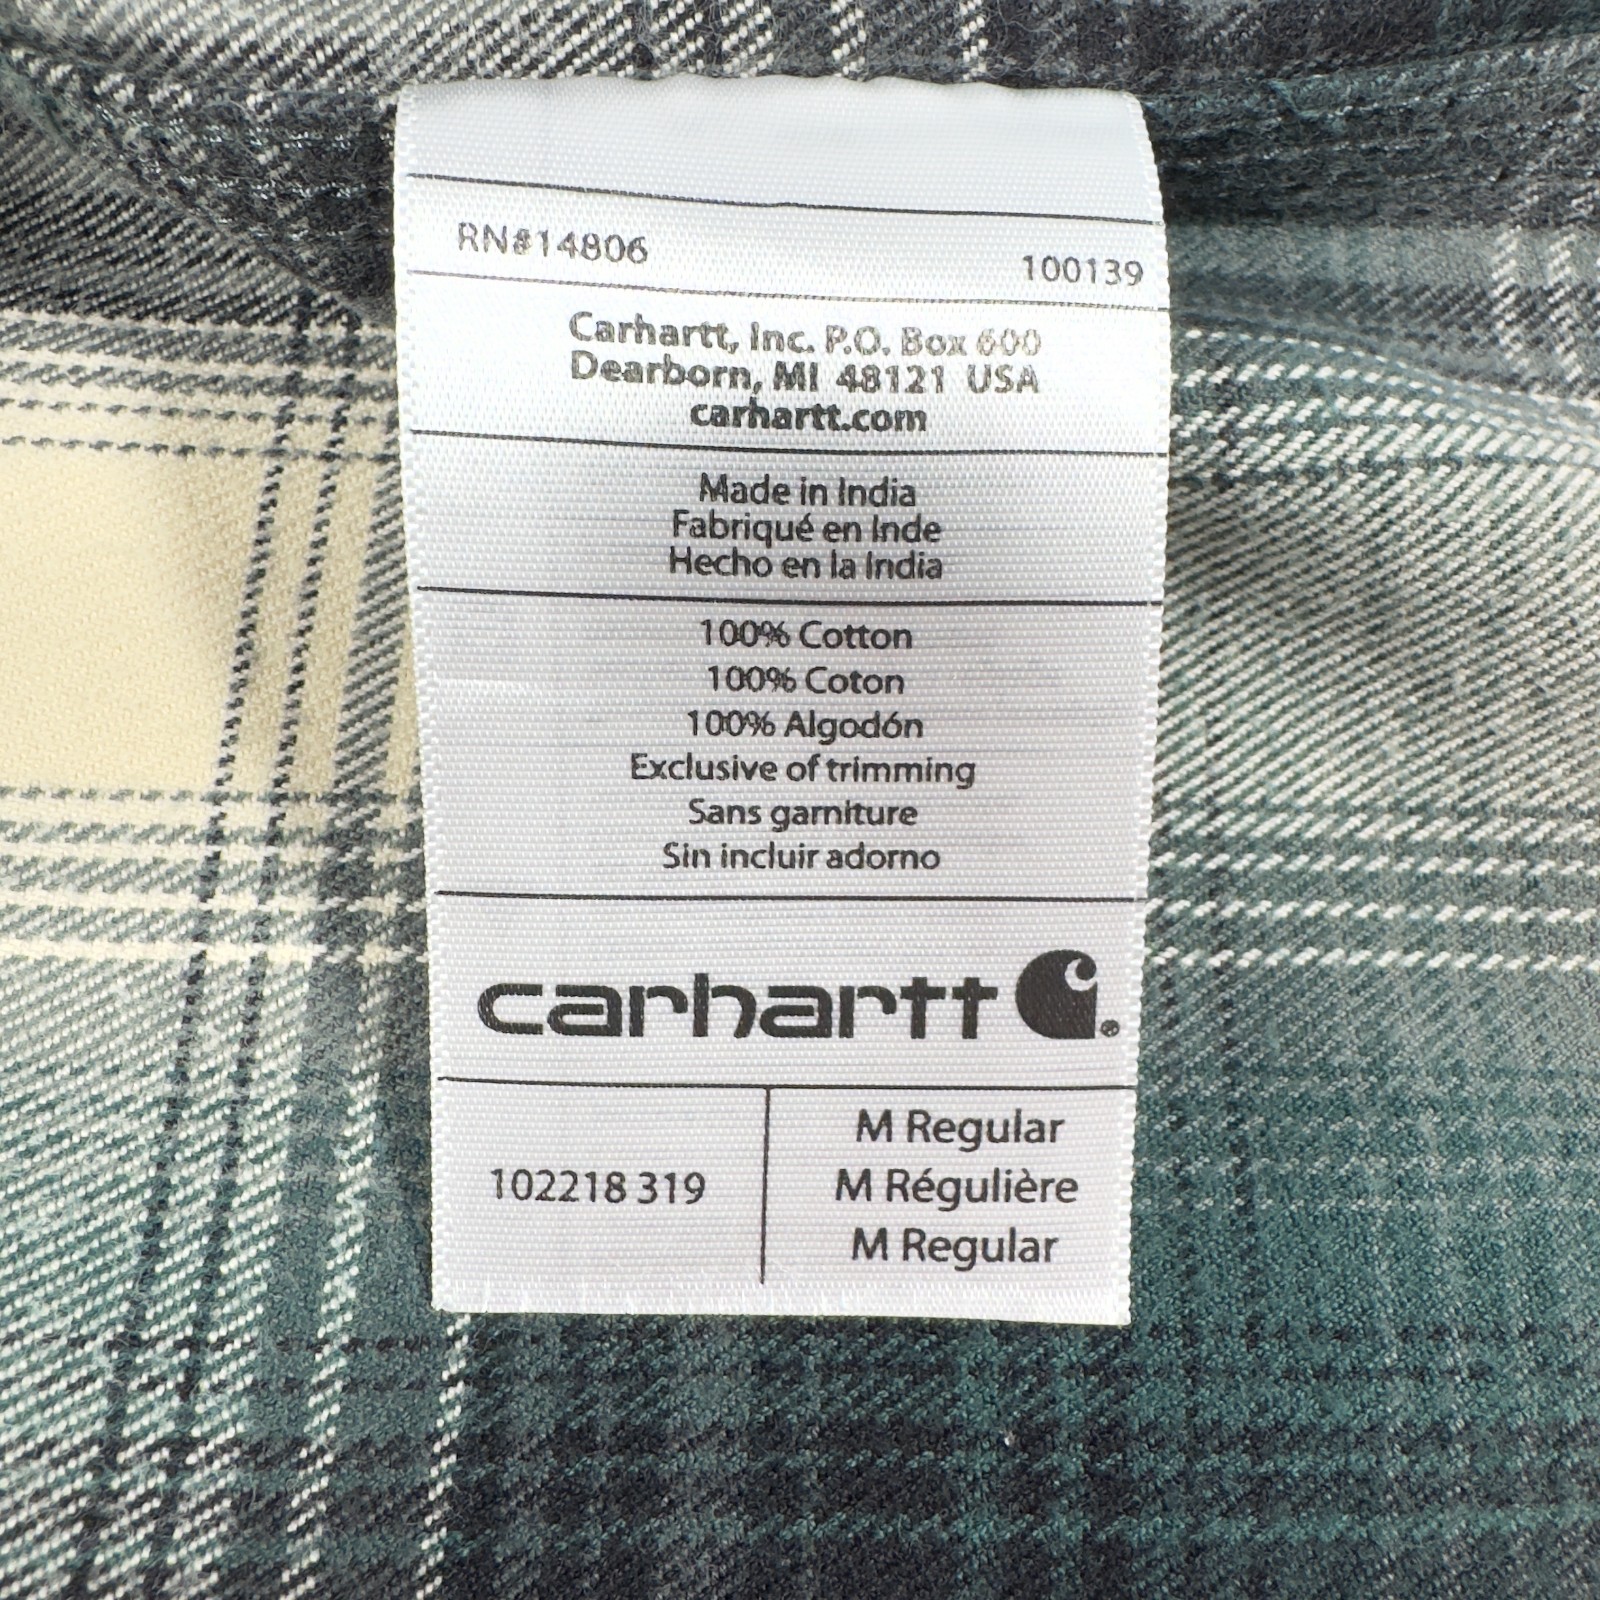 RN#14806
100139
Carhartt, Inc. P.O. Box 600
Dearborn, MI 48121 USA
carhartt.com
Made in India
Fabriqué en Inde
Hecho en la India
100% Cotton
100% Coton
100% Algodón
Exclusive of trimming
Sans garniture
Sin incluir adorno
carhartt ®
102218 319
M Regular
M Régulière
M Regular